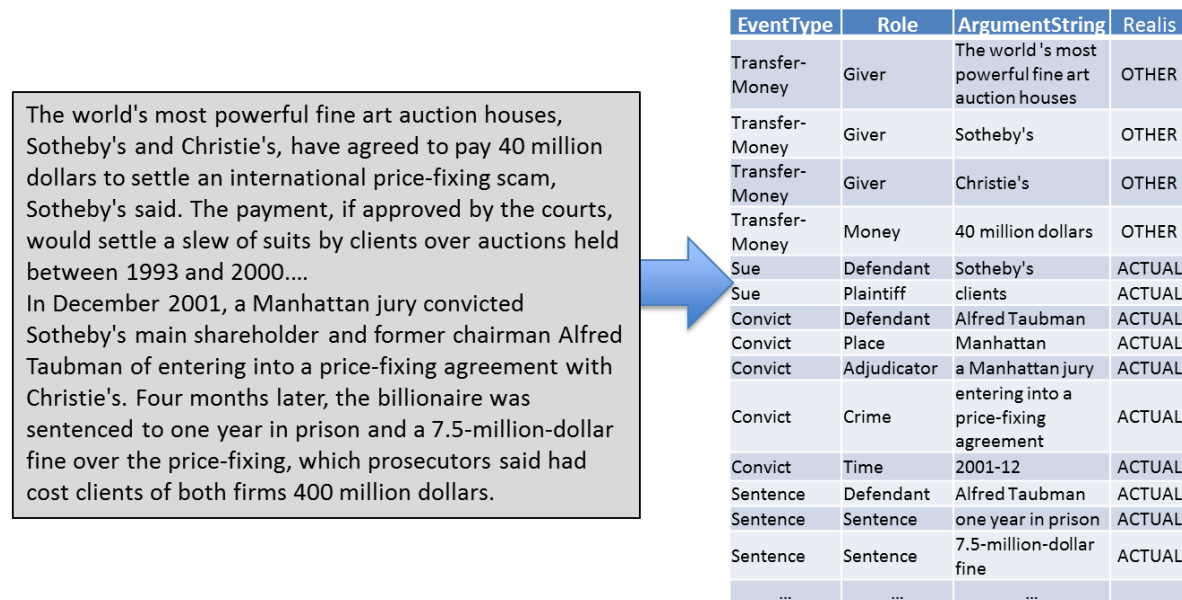 The world's most powerful fine art auction houses,
Sotheby's and Christie's, have agreed to pay 40 million
dollars to settle an international price-fixing scam,
Sotheby's said. The payment, if approved by the courts,
would settle a slew of suits by clients over auctions held
between 1993 and 2000....
In December 2001, a Manhattan jury convicted
Sotheby's main shareholder and former chairman Alfred
Taubman of entering into a price-fixing agreement with
Christie's. Four months later, the billionaire was
sentenced to one year in prison and a 7.5-million-dollar
fine over the price-fixing, which prosecutors said had
cost clients of both firms 400 million dollars.
EventType Role ArgumentString Realis
Transfer-Money Giver The world 's most powerful fine art auction houses OTHER
Transfer-Money Giver Sotheby's OTHER
Transfer-Money Giver Christie's OTHER
Transfer-Money Money 40 million dollars OTHER
Sue Defendant Sotheby's ACTUAL
Sue Plaintiff clients ACTUAL
Convict Defendant Alfred Taubman ACTUAL
Convict Place Manhattan ACTUAL
Convict Adjudicator a Manhattan jury ACTUAL
Convict Crime entering into a price-fixing agreement ACTUAL
Convict Time 2001-12 ACTUAL
Sentence Defendant Alfred Taubman ACTUAL
Sentence Sentence one year in prison ACTUAL
Sentence Sentence 7.5-million-dollar fine ACTUAL
... ... ...